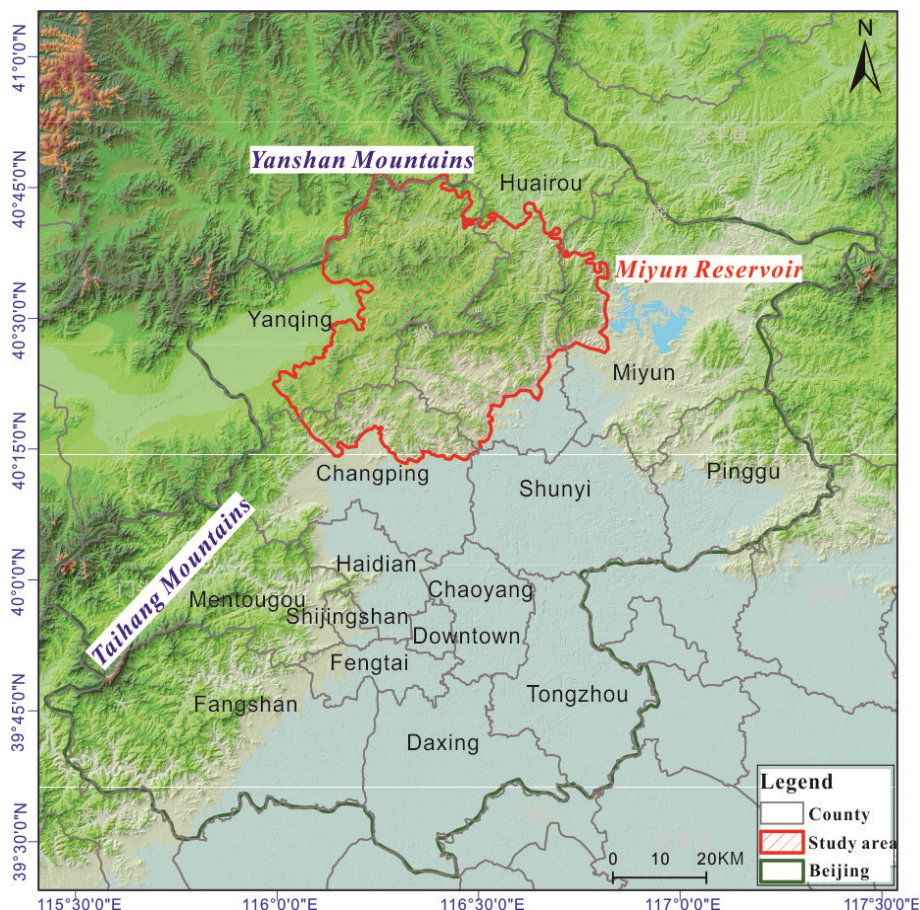 N
41°0'0"N
40°45'0"N
40°30'0"N
40°15'0"N
40°0'0"N
39°45'0"N
39°30'0"N
Yanshan Mountains
Huairou
Miyun Reservoir
Yanqing
Miyun
Changping
Shunyi
Pinggu
Taihang Mountains
Haidian
Chaoyang
Mentougou
Shijingshan
Downtown
Fengtai
Fangshan
Tongzhou
Daxing
Legend
County
Study area
Beijing
0 10 20KM
115°30'0"E 116°0'0"E 116°30'0"E 117°0'0"E 117°30'0"E